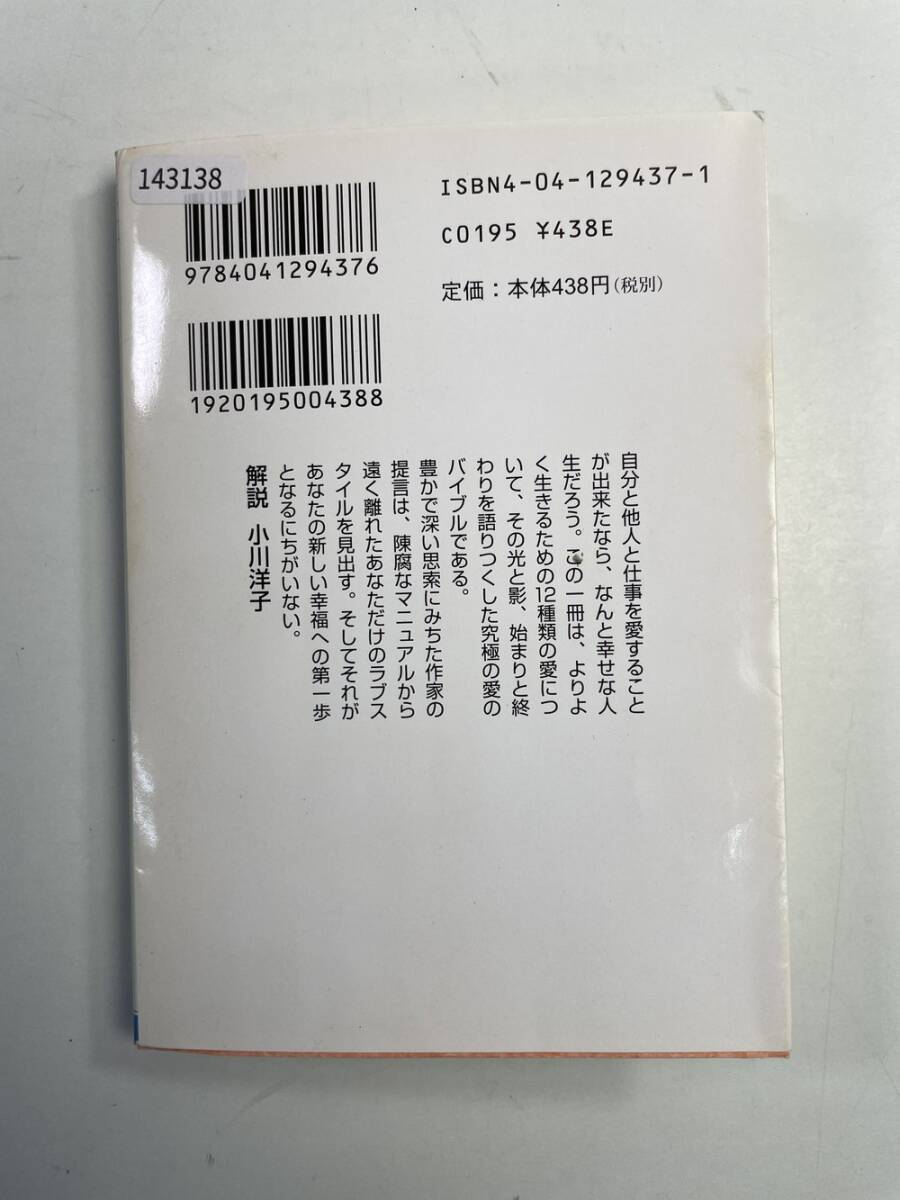 143138
9784041294376
1920195004388
ISBN4-04-129437-1
C0195 ¥438E
定価：本体438円（税別）
自分と他人と仕事を愛すること
が出来たなら、なんと幸せな人
生だろう。この一冊は、よりよ
く生きるための12種類の愛につ
いて、その光と影、始まりと終
わりを語りつくした究極の愛の
バイブルである。
豊かで深い思索にみちた作家の
提言は、陳腐なマニュアルから
遠く離れたあなただけのラブス
タイルを見出す。そしてそれが
あなたの新しい幸福への第一歩
となるにちがいない。
解説 小川洋子